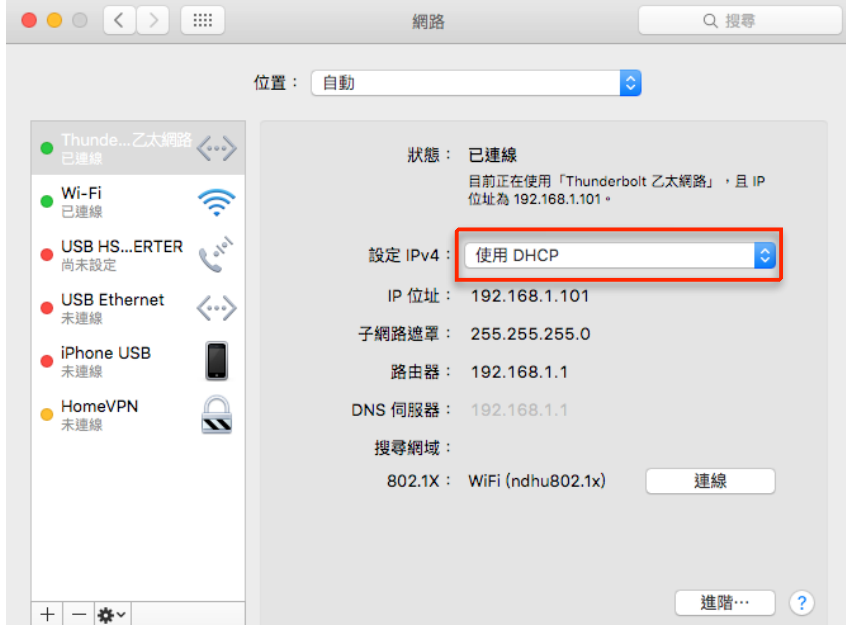 網路
搜尋
位置： 自動
Thunde...乙太網路
已連線
Wi-Fi
已連線
USB HS...ERTER
尚未設定
USB Ethernet
未連線
iPhone USB
未連線
HomeVPN
未連線
狀態： 已連線
目前正在使用「Thunderbolt 乙太網路」，且 IP
位址為 192.168.1.101。
設定 IPv4： 使用 DHCP
IP 位址： 192.168.1.101
子網路遮罩： 255.255.255.0
路由器： 192.168.1.1
DNS 伺服器： 192.168.1.1
搜尋網域：
802.1X： WiFi (ndhu802.1x) 連線
進階… ?